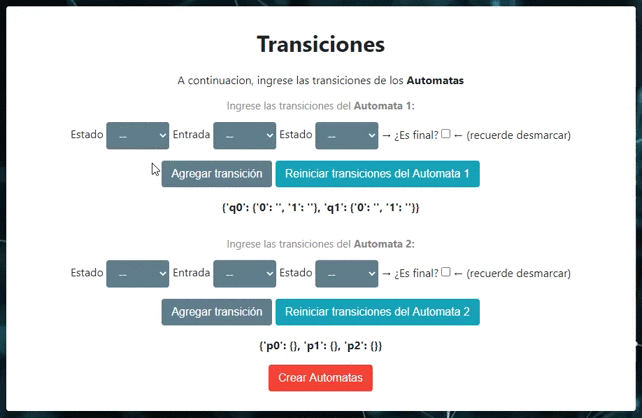 Transiciones
A continuacion, ingrese las transiciones de los Automatas
Ingrese las transiciones del Automata 1:
Estado -- Entrada -- Estado -- → ¿Es final? ← (recuerde desmarcar)
Agregar transición Reiniciar transiciones del Automata 1
{'q0': {'0': '', '1': ''}, 'q1': {'0': '', '1': ''}}
Ingrese las transiciones del Automata 2:
Estado -- Entrada -- Estado -- → ¿Es final? ← (recuerde desmarcar)
Agregar transición Reiniciar transiciones del Automata 2
{'p0': {}, 'p1': {}, 'p2': {}}
Crear Automatas